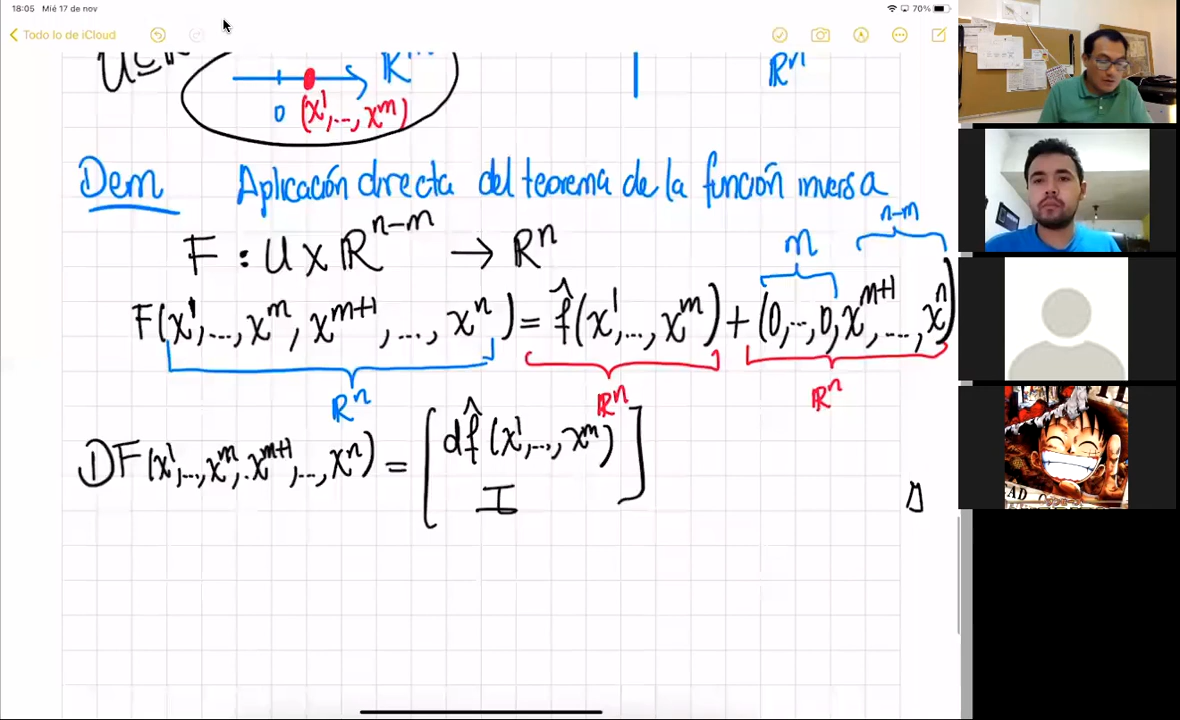 18:05 Mié 17 de nov
70%
Todo lo de iCloud
0 (x¹,..,xᵐ)
ℝⁿ
Dem Aplicación directa del teorema de la función inversa
F : U x ℝⁿ⁻ᵐ → ℝⁿ
m
n-m
F(x¹,...,xᵐ, xᵐ⁺¹,...,xⁿ) = f̂(x¹,...,xᵐ) + (0,..,0,xᵐ⁺¹,...,xⁿ)
ℝⁿ ℝⁿ ℝⁿ
DF(x¹,...,xᵐ,xᵐ⁺¹,...,xⁿ) = [df̂(x¹,...,xᵐ)
I]